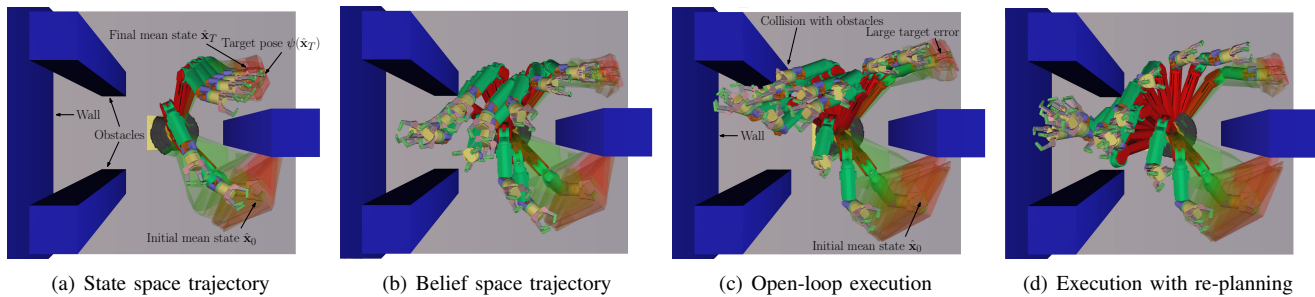 Final mean state x̂_T
Target pose ψ(x̂_T)
Wall
Obstacles
Initial mean state x̂_0
Collision with obstacles
Large target error
Wall
Initial mean state x̂_0
(a) State space trajectory
(b) Belief space trajectory
(c) Open-loop execution
(d) Execution with re-planning